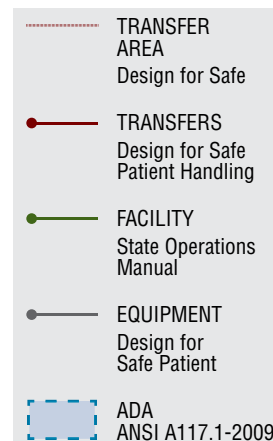 TRANSFER
AREA
Design for Safe
TRANSFERS
Design for Safe
Patient Handling
FACILITY
State Operations
Manual
EQUIPMENT
Design for
Safe Patient
ADA
ANSI A117.1-2009